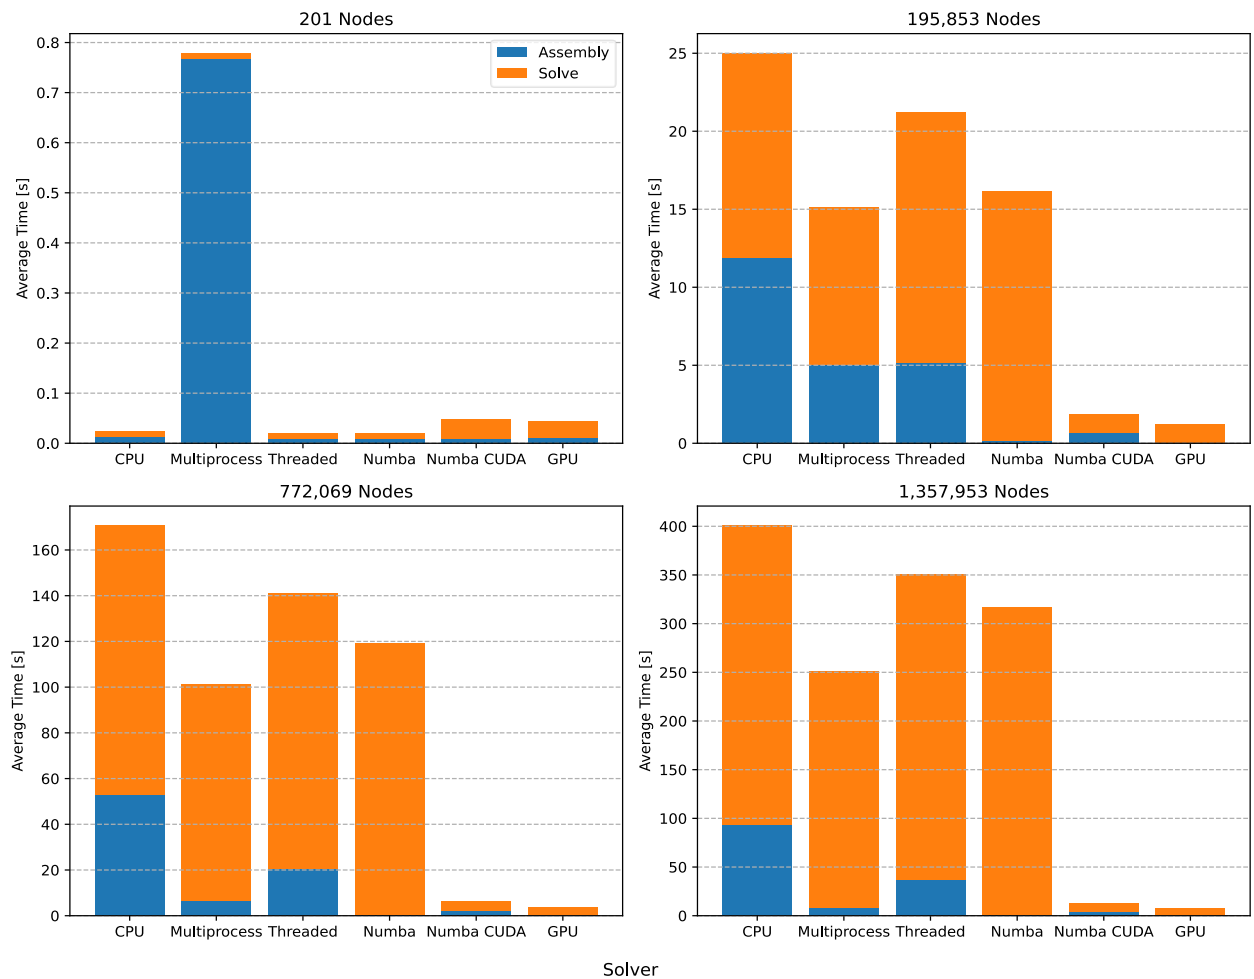 201 Nodes
Average Time [s]
0.8
0.7
0.6
0.5
0.4
0.3
0.2
0.1
0.0
Assembly
Solve
CPU Multiprocess Threaded Numba Numba CUDA GPU
195,853 Nodes
Average Time [s]
25
20
15
10
5
0
CPU Multiprocess Threaded Numba Numba CUDA GPU
772,069 Nodes
Average Time [s]
160
140
120
100
80
60
40
20
0
CPU Multiprocess Threaded Numba Numba CUDA GPU
1,357,953 Nodes
Average Time [s]
400
350
300
250
200
150
100
50
0
CPU Multiprocess Threaded Numba Numba CUDA GPU
Solver